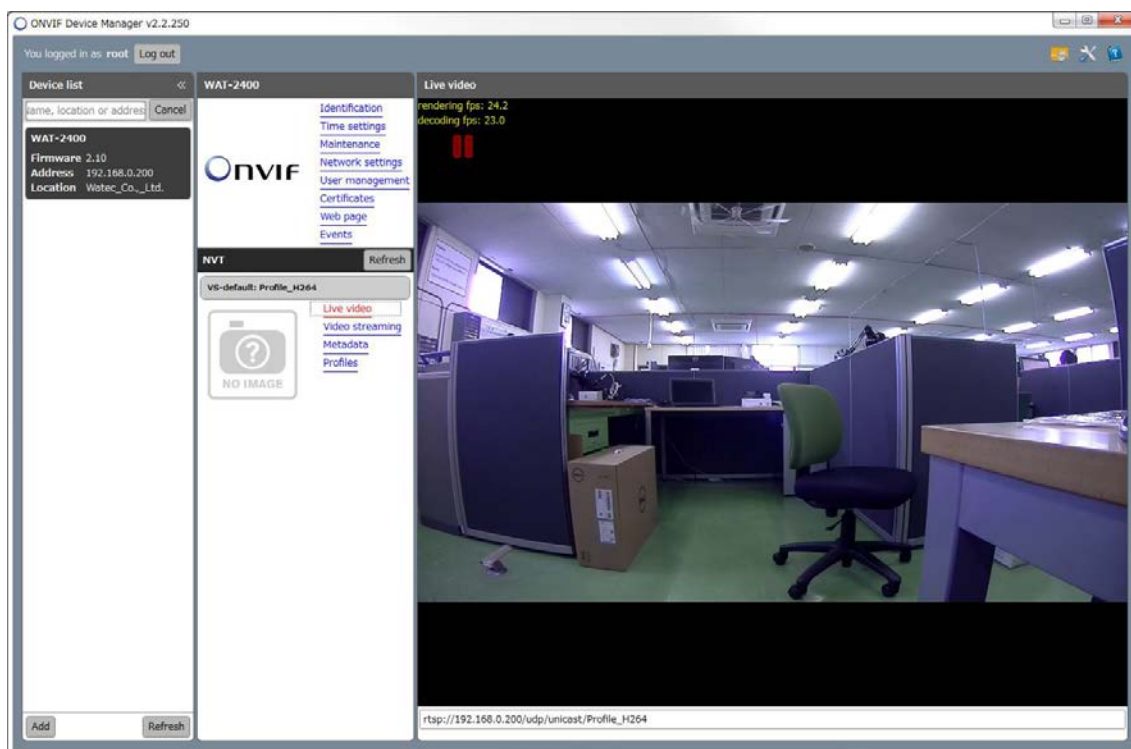 ONVIF Device Manager v2.2.250
You logged in as root Log out
Device list «
name, location or address Cancel
WAT-2400
Firmware 2.10
Address 192.168.0.200
Location Watec_Co.,_Ltd.
Add Refresh
WAT-2400
ONVIF
Identification
Time settings
Maintenance
Network settings
User management
Certificates
Web page
Events
NVT Refresh
VS-default: Profile_H264
NO IMAGE
Live video
Video streaming
Metadata
Profiles
Live video
rendering fps: 24.2
decoding fps: 23.0
rtsp://192.168.0.200/udp/unicast/Profile_H264